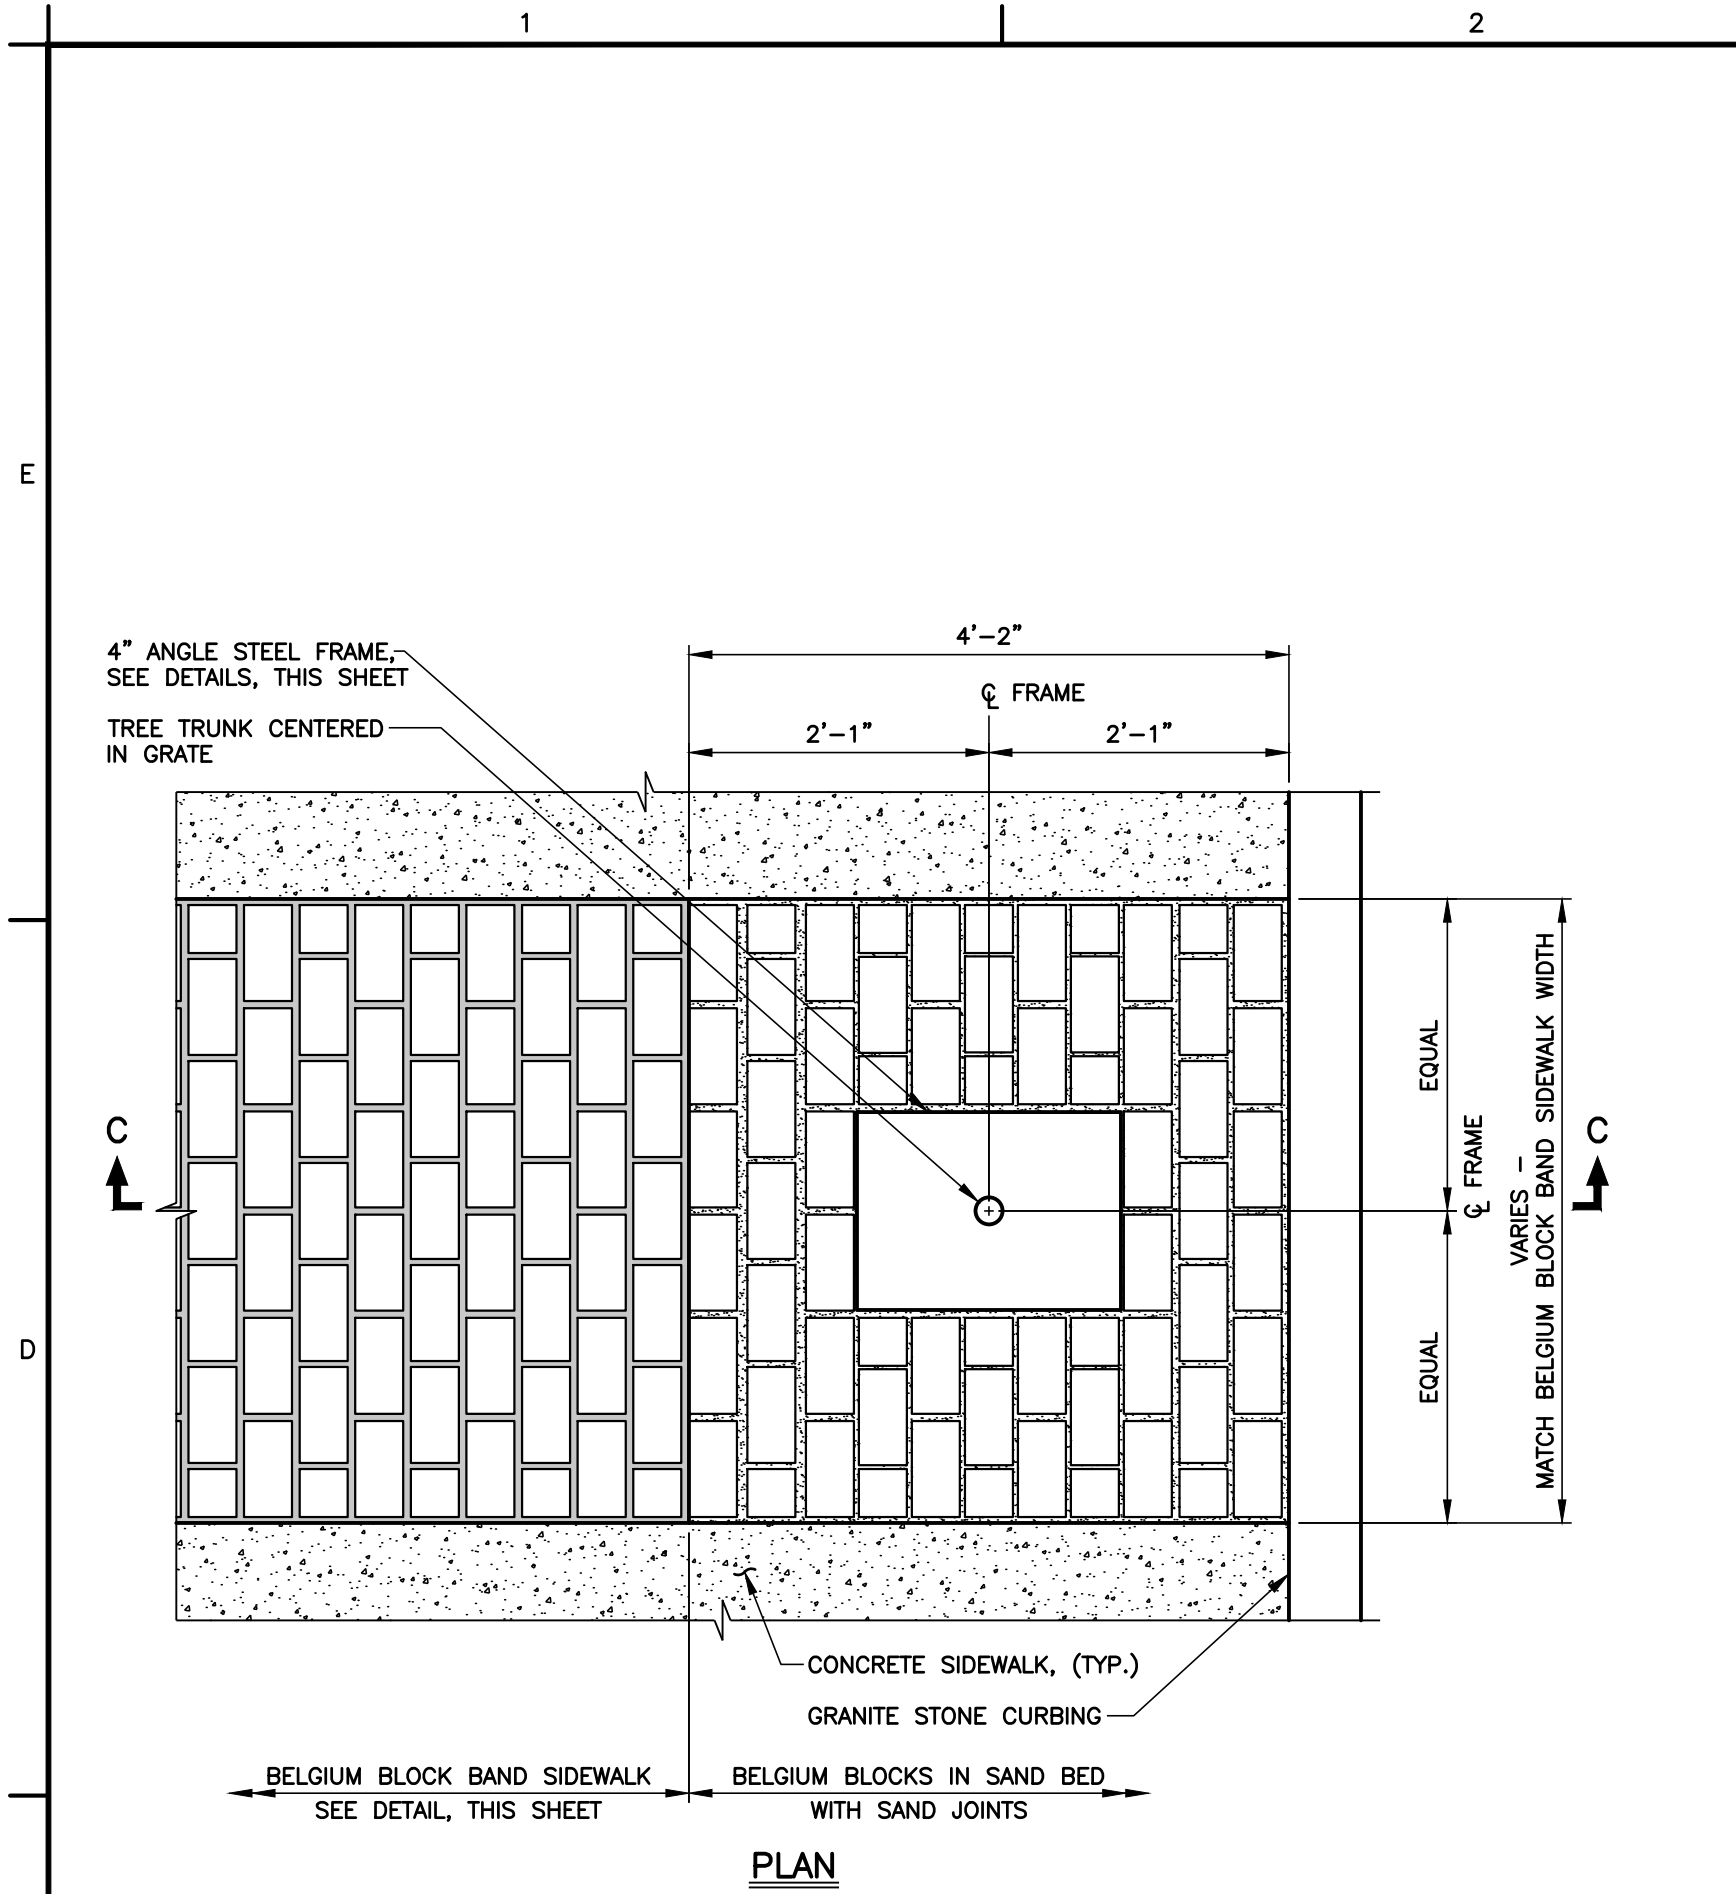 1
2
E
4'-2"
4" ANGLE STEEL FRAME,
SEE DETAILS, THIS SHEET
℄ FRAME
TREE TRUNK CENTERED
IN GRATE
2'-1"
2'-1"
EQUAL
EQUAL
℄ FRAME
VARIES –
MATCH BELGIUM BLOCK BAND SIDEWALK WIDTH
C
C
D
CONCRETE SIDEWALK, (TYP.)
GRANITE STONE CURBING
BELGIUM BLOCK BAND SIDEWALK
SEE DETAIL, THIS SHEET
BELGIUM BLOCKS IN SAND BED
WITH SAND JOINTS
PLAN